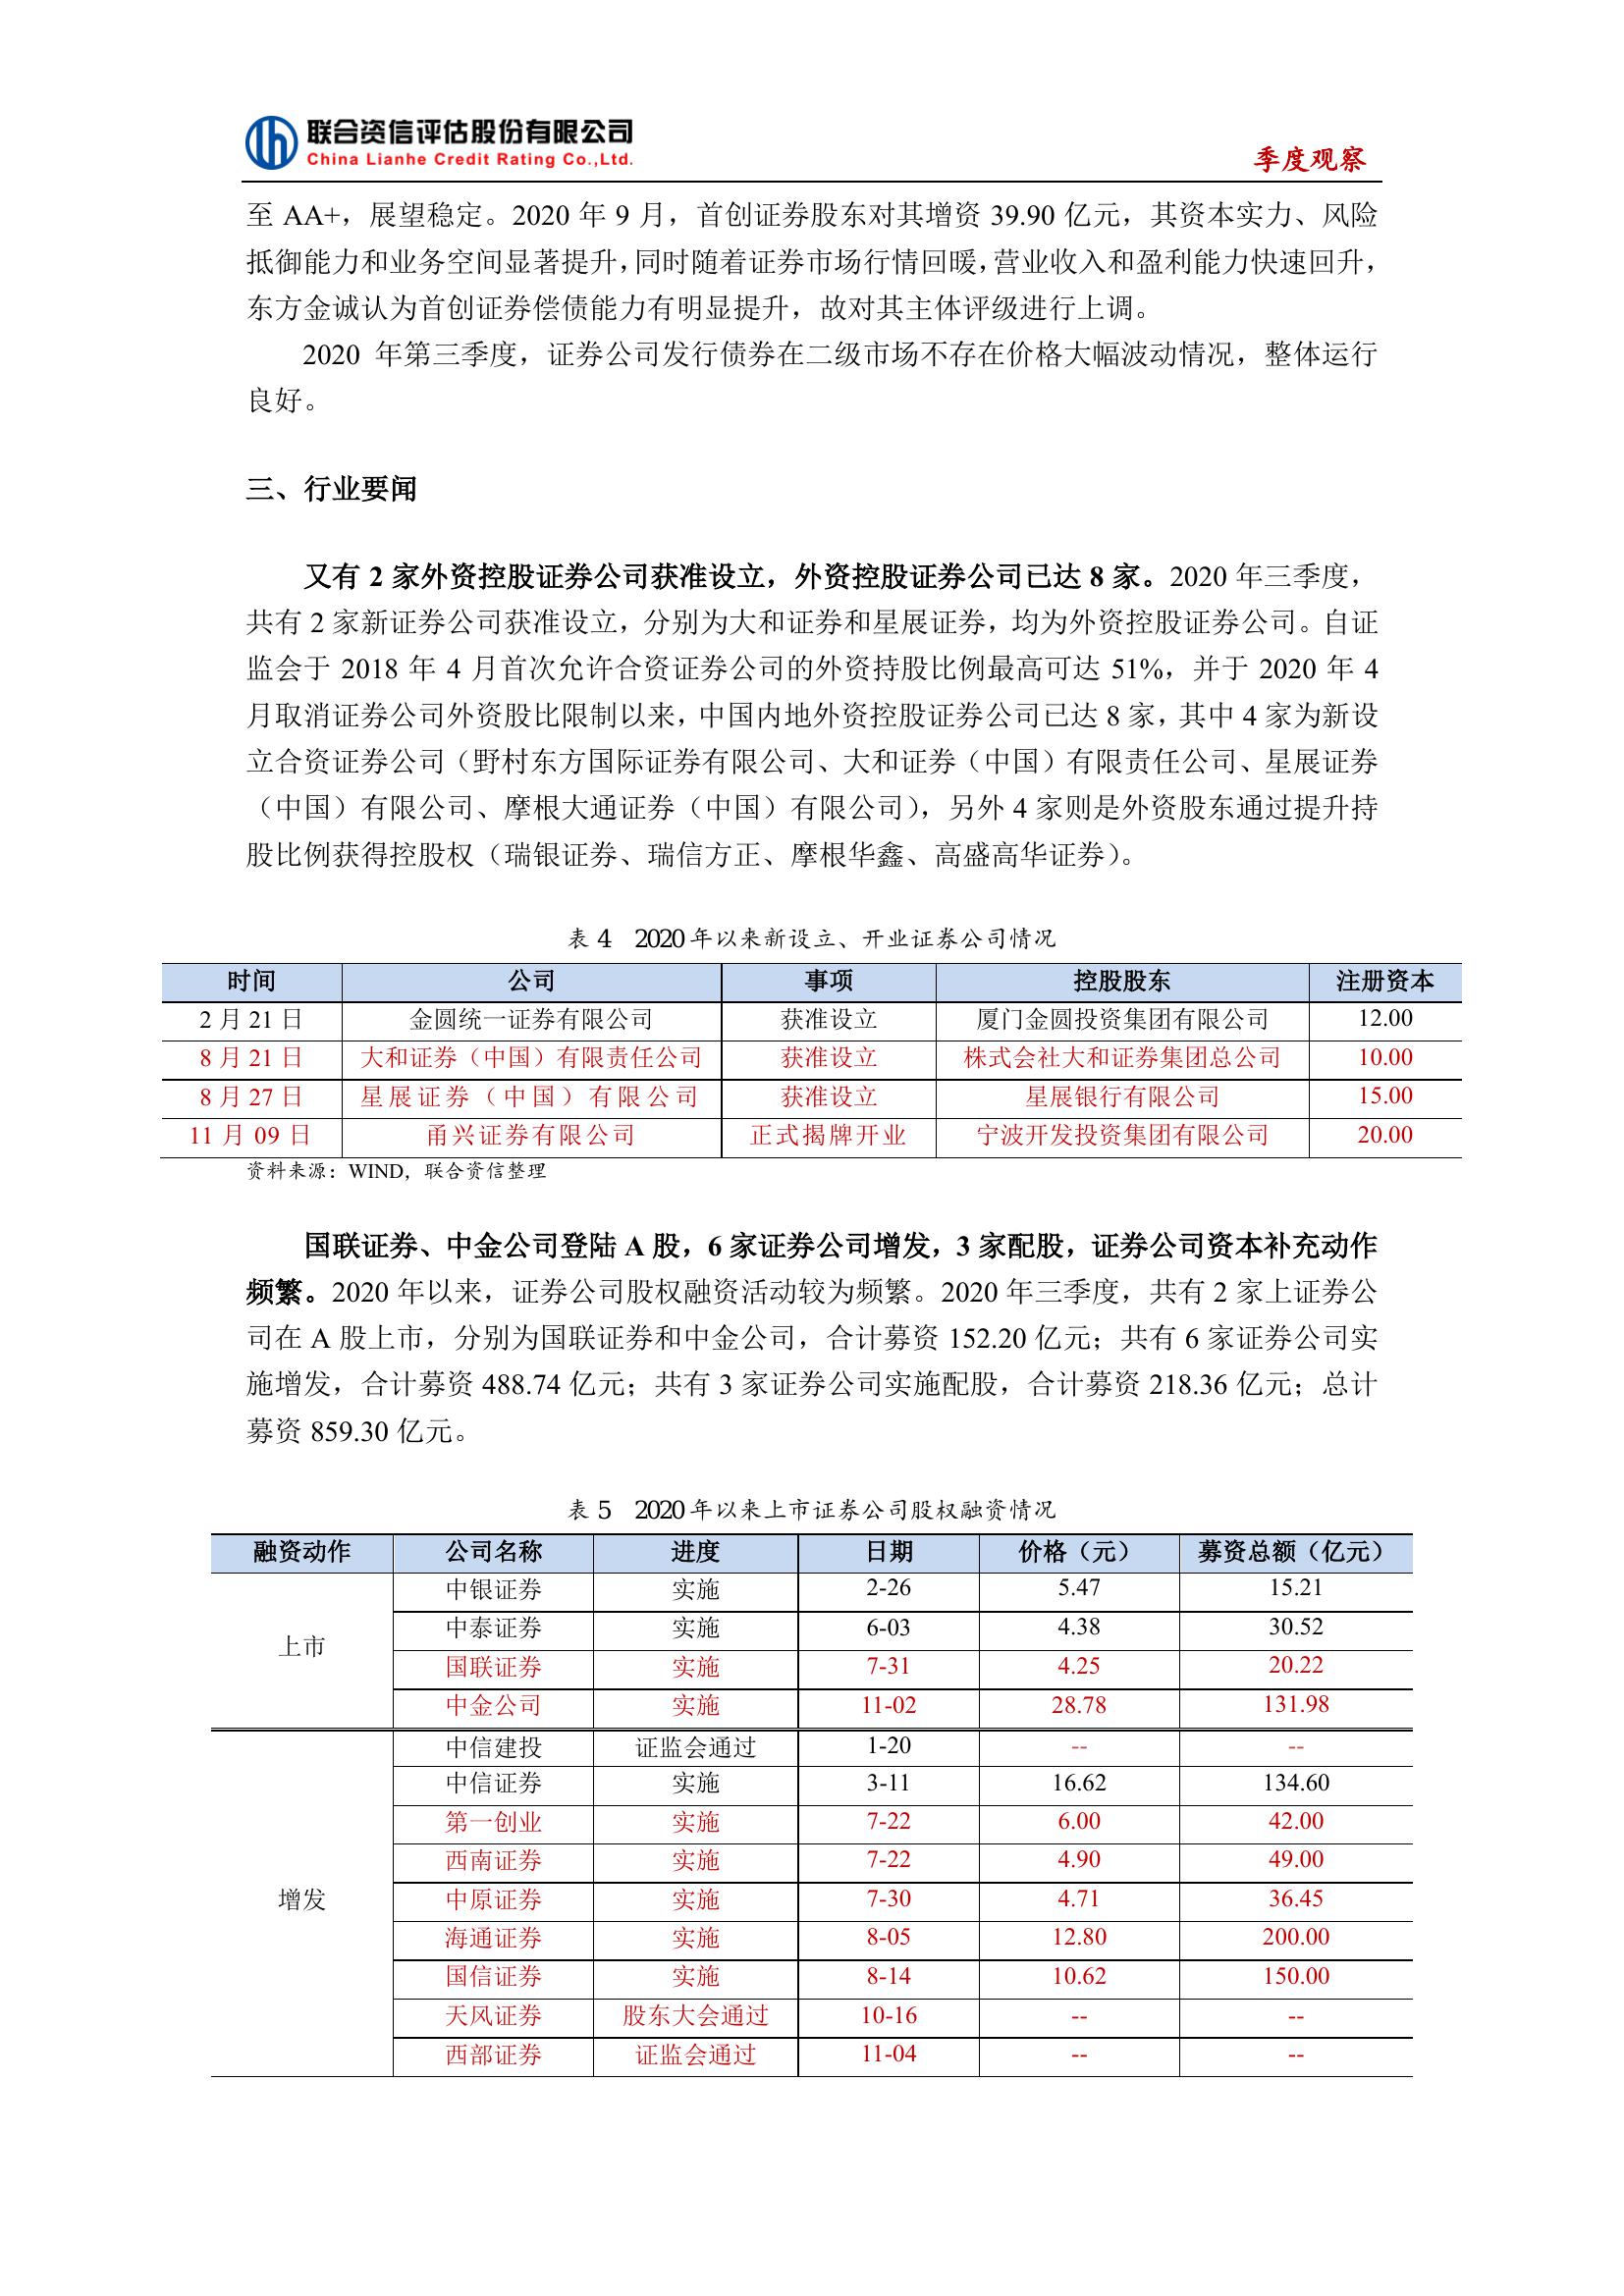 联合资信评估股份有限公司
China Lianhe Credit Rating Co.,Ltd.
季度观察
至 AA+，展望稳定。2020 年 9 月，首创证券股东对其增资 39.90 亿元，其资本实力、风险
抵御能力和业务空间显著提升，同时随着证券市场行情回暖，营业收入和盈利能力快速回升，
东方金诚认为首创证券偿债能力有明显提升，故对其主体评级进行上调。
2020 年第三季度，证券公司发行债券在二级市场不存在价格大幅波动情况，整体运行
良好。
三、行业要闻
又有 2 家外资控股证券公司获准设立，外资控股证券公司已达 8 家。2020 年三季度，
共有 2 家新证券公司获准设立，分别为大和证券和星展证券，均为外资控股证券公司。自证
监会于 2018 年 4 月首次允许合资证券公司的外资持股比例最高可达 51%，并于 2020 年 4
月取消证券公司外资股比限制以来，中国内地外资控股证券公司已达 8 家，其中 4 家为新设
立合资证券公司（野村东方国际证券有限公司、大和证券（中国）有限责任公司、星展证券
（中国）有限公司、摩根大通证券（中国）有限公司），另外 4 家则是外资股东通过提升持
股比例获得控股权（瑞银证券、瑞信方正、摩根华鑫、高盛高华证券）。
表 4 2020 年以来新设立、开业证券公司情况
时间 公司 事项 控股股东 注册资本
2 月 21 日 金圆统一证券有限公司 获准设立 厦门金圆投资集团有限公司 12.00
8 月 21 日 大和证券（中国）有限责任公司 获准设立 株式会社大和证券集团总公司 10.00
8 月 27 日 星展证券（中国）有限公司 获准设立 星展银行有限公司 15.00
11 月 09 日 甬兴证券有限公司 正式揭牌开业 宁波开发投资集团有限公司 20.00
资料来源：WIND，联合资信整理
国联证券、中金公司登陆 A 股，6 家证券公司增发，3 家配股，证券公司资本补充动作
频繁。2020 年以来，证券公司股权融资活动较为频繁。2020 年三季度，共有 2 家上证券公
司在 A 股上市，分别为国联证券和中金公司，合计募资 152.20 亿元；共有 6 家证券公司实
施增发，合计募资 488.74 亿元；共有 3 家证券公司实施配股，合计募资 218.36 亿元；总计
募资 859.30 亿元。
表 5 2020 年以来上市证券公司股权融资情况
融资动作 公司名称 进度 日期 价格（元） 募资总额（亿元）
上市 中银证券 实施 2-26 5.47 15.21
中泰证券 实施 6-03 4.38 30.52
国联证券 实施 7-31 4.25 20.22
中金公司 实施 11-02 28.78 131.98
增发 中信建投 证监会通过 1-20 -- --
中信证券 实施 3-11 16.62 134.60
第一创业 实施 7-22 6.00 42.00
西南证券 实施 7-22 4.90 49.00
中原证券 实施 7-30 4.71 36.45
海通证券 实施 8-05 12.80 200.00
国信证券 实施 8-14 10.62 150.00
天风证券 股东大会通过 10-16 -- --
西部证券 证监会通过 11-04 -- --